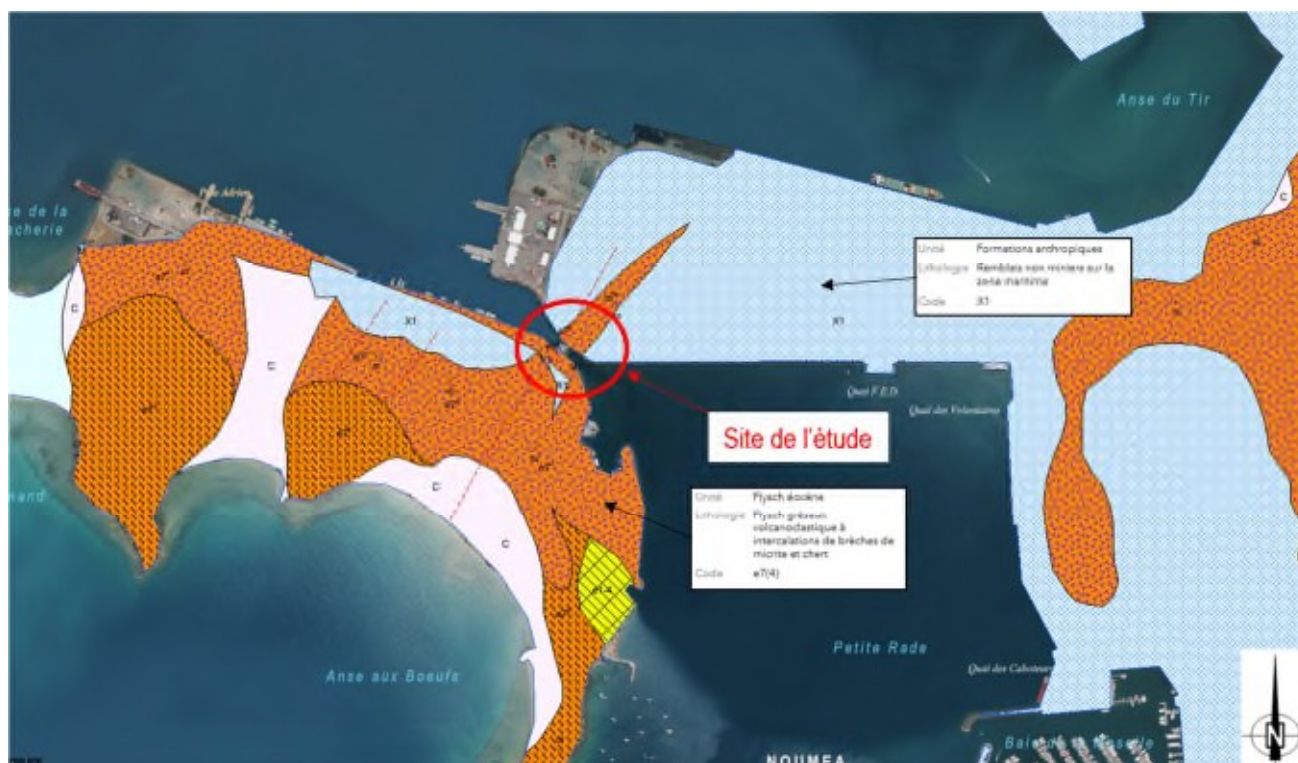 Anse du Tir
C
Unité Formations anthropiques
Lithologie Remblais non miniers sur la
zone maritime
Code X1
X1
X1
C
C
Quai F.E.D.
Quai des Volontaires
Site de l'étude
Unité Flysch éocène
Lithologie Flysch gréseux
volcanoclastique à
intercalations de brèches de
micrite et chert
Code e7(4)
C
Petite Rade
Anse aux Boeufs
Quai des Caboteurs
Baie de la Moselle
NOUMEA
N